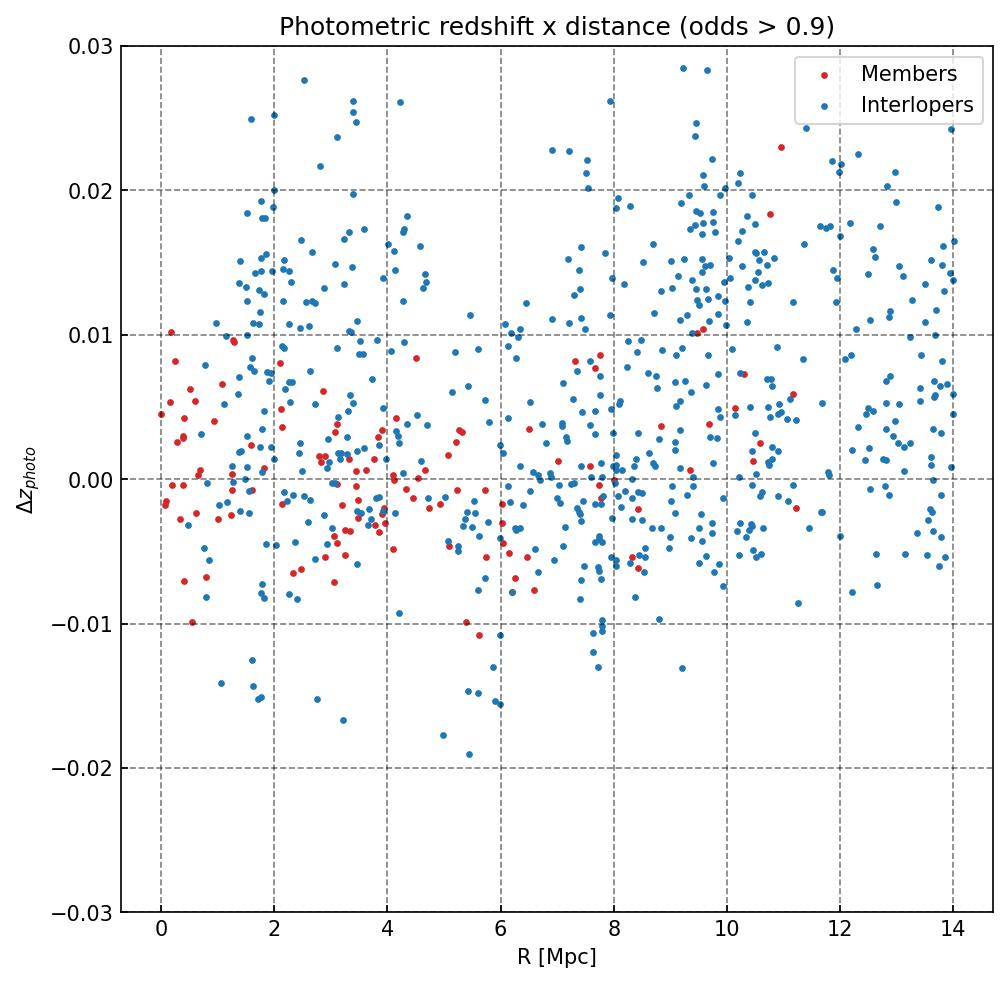 Photometric redshift x distance (odds > 0.9)
Members
Interlopers
0.03
0.02
0.01
0.00
−0.01
−0.02
−0.03
Δz_photo
0 2 4 6 8 10 12 14
R [Mpc]